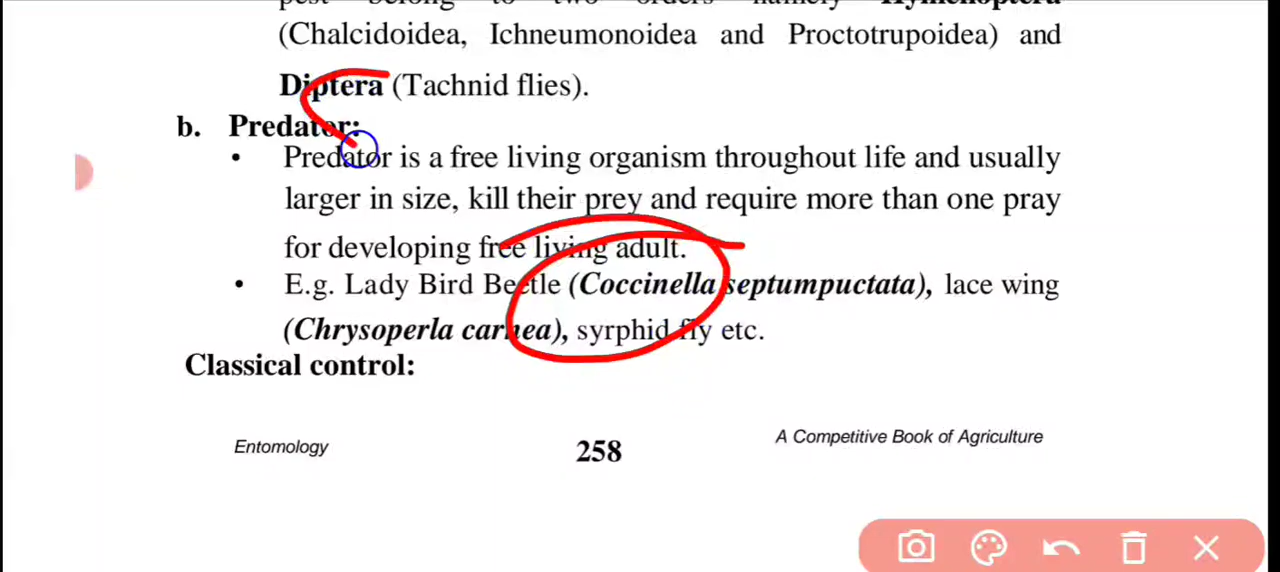 pest belong to two orders namely Hymenoptera
(Chalcidoidea, Ichneumonoidea and Proctotrupoidea) and
Diptera (Tachnid flies).
b. Predator:
• Predator is a free living organism throughout life and usually
larger in size, kill their prey and require more than one pray
for developing free living adult.
• E.g. Lady Bird Beetle (Coccinella septumpuctata), lace wing
(Chrysoperla carnea), syrphid fly etc.
Classical control:
Entomology
258
A Competitive Book of Agriculture